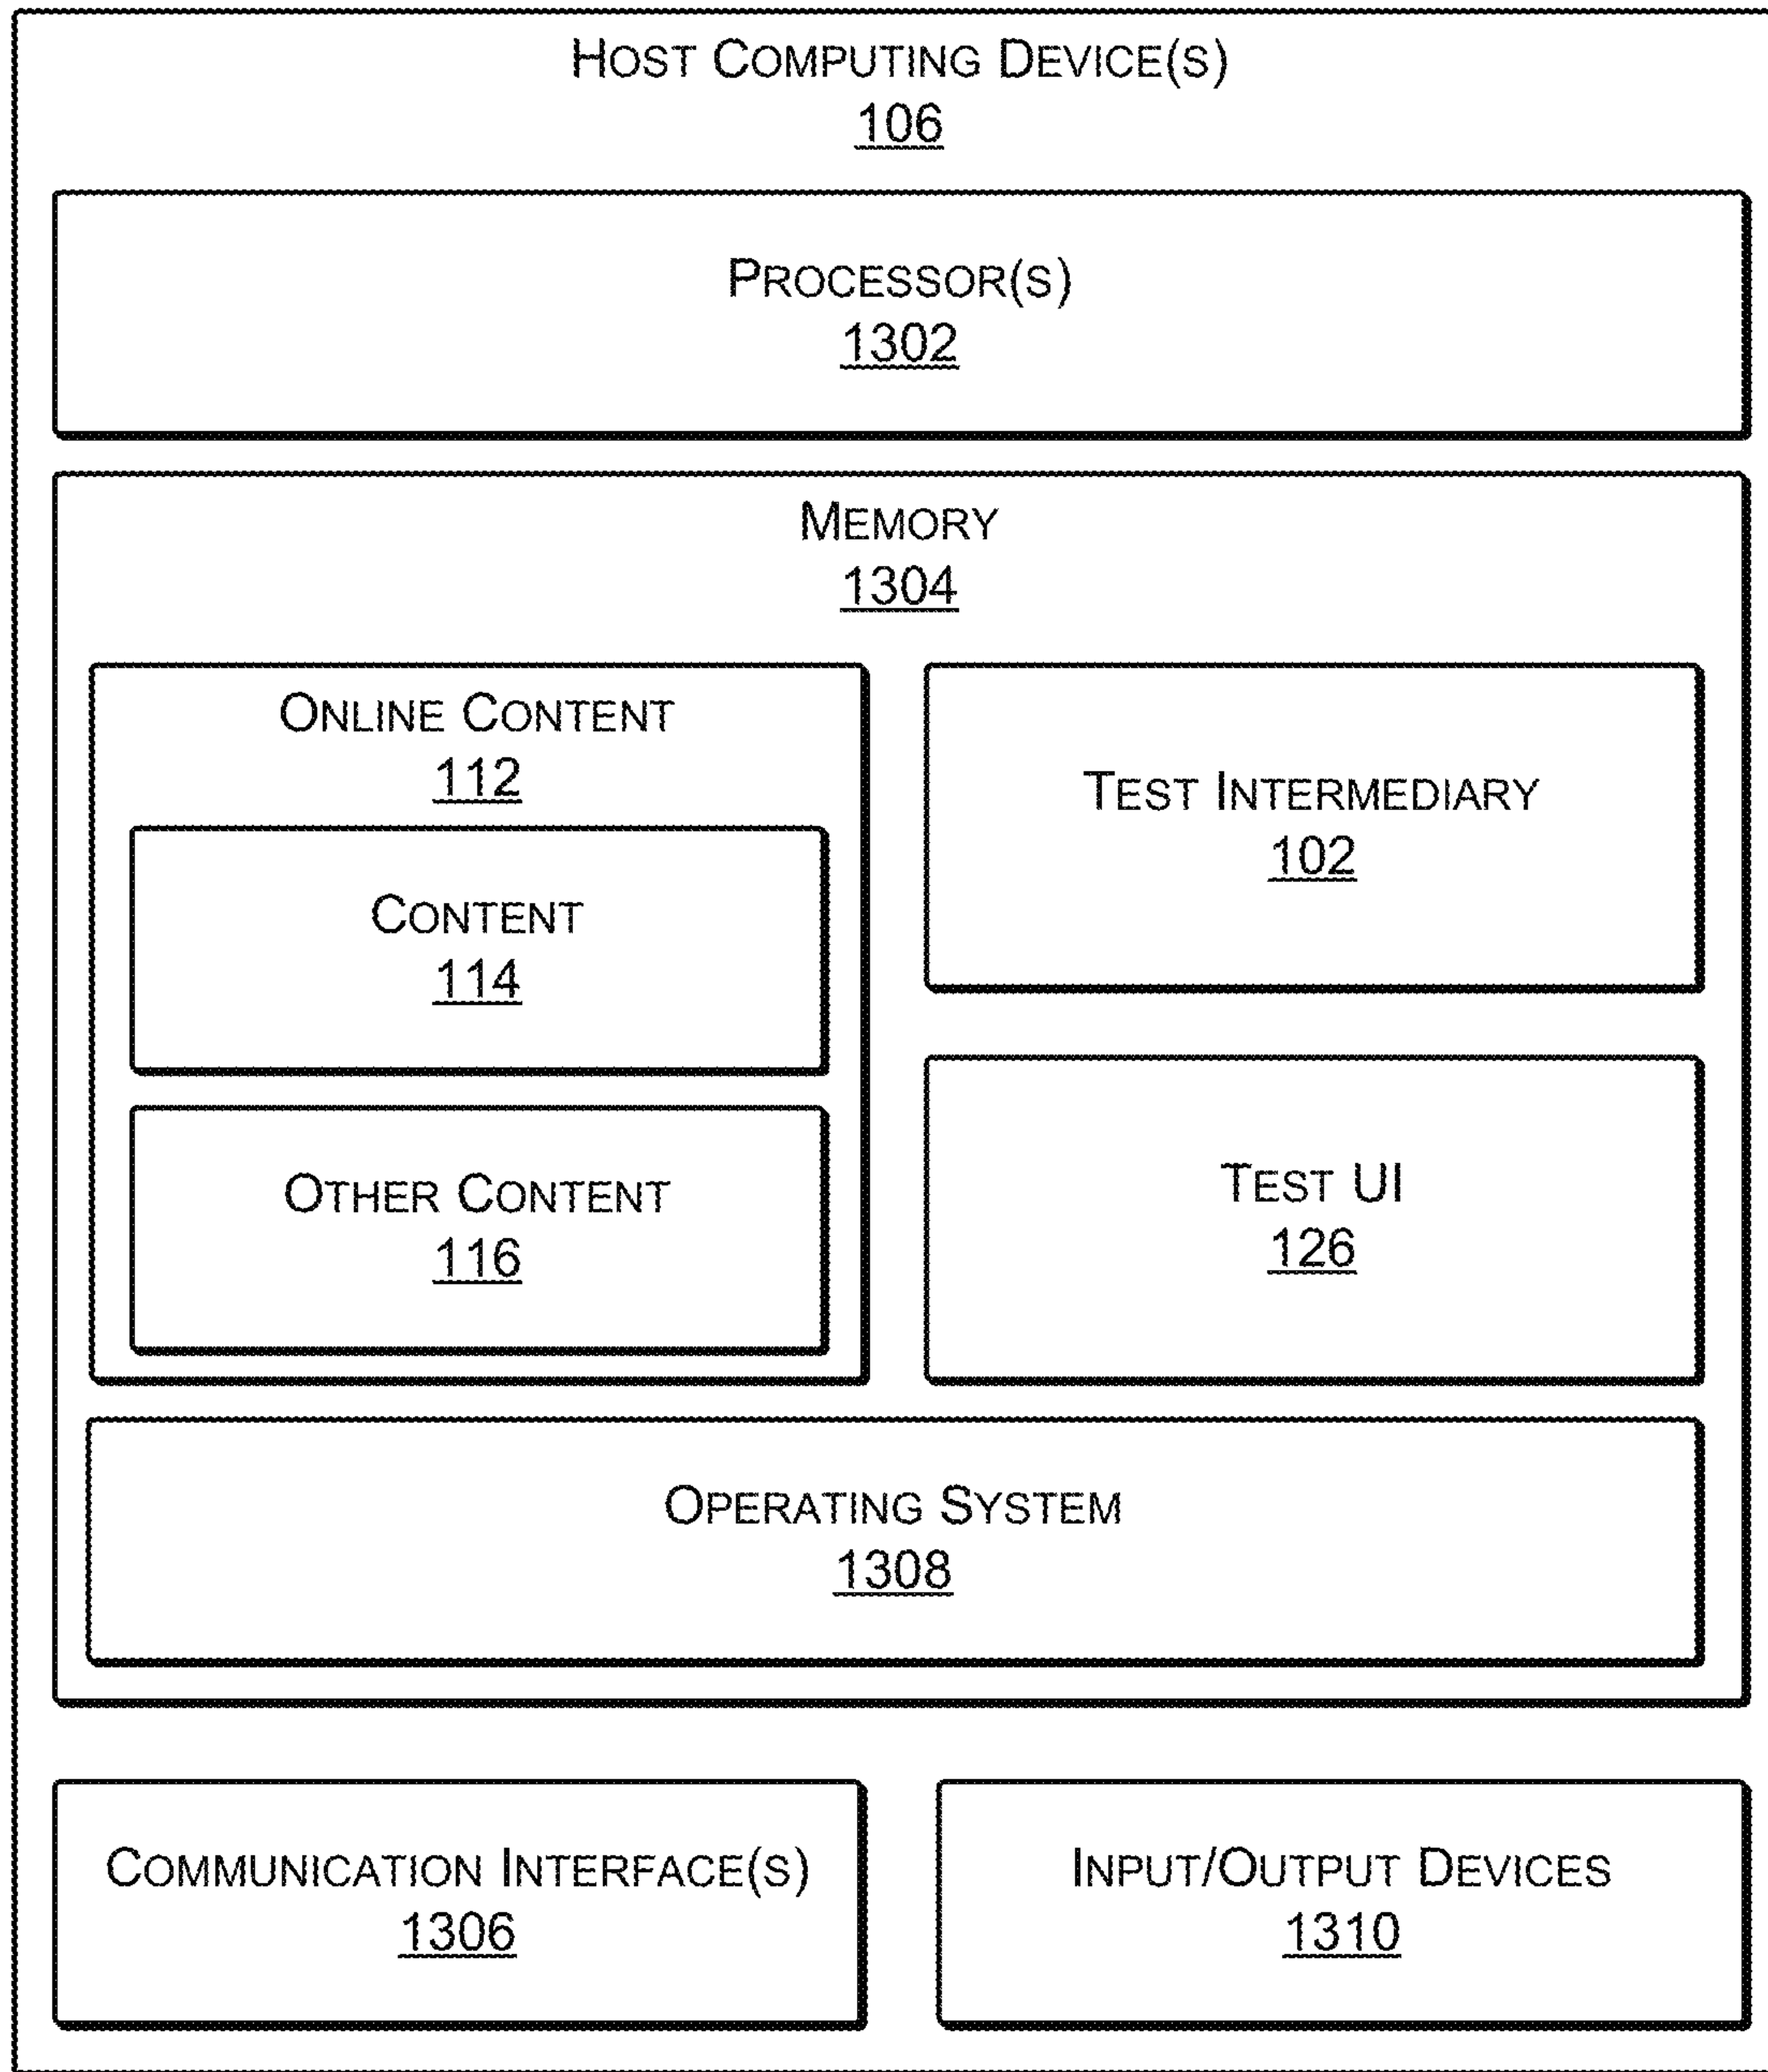 HOST COMPUTING DEVICE(S)
106
PROCESSOR(S)
1302
MEMORY
1304
ONLINE CONTENT
112
CONTENT
114
OTHER CONTENT
116
TEST INTERMEDIARY
102
TEST UI
126
OPERATING SYSTEM
1308
COMMUNICATION INTERFACE(S)
1306
INPUT/OUTPUT DEVICES
1310